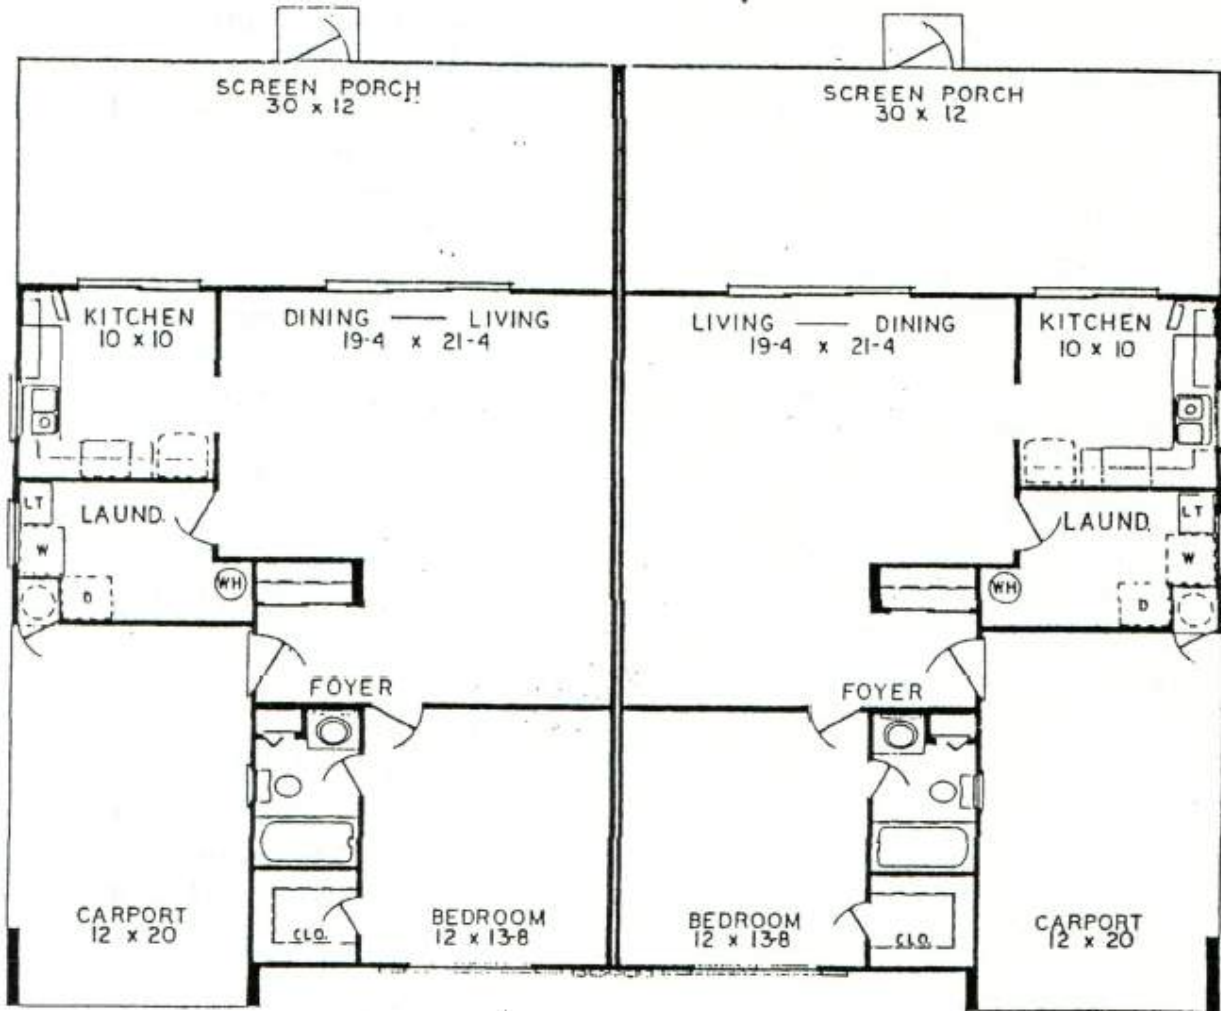 SCREEN PORCH
30 x 12
SCREEN PORCH
30 x 12
KITCHEN
10 x 10
DINING — LIVING
19-4 x 21-4
LIVING — DINING
19-4 x 21-4
KITCHEN
10 x 10
LT
LAUND.
W
D
WH
LAUND.
LT
W
D
WH
FOYER
FOYER
CARPORT
12 x 20
CLO.
BEDROOM
12 x 13-8
BEDROOM
12 x 13-8
CLO.
CARPORT
12 x 20